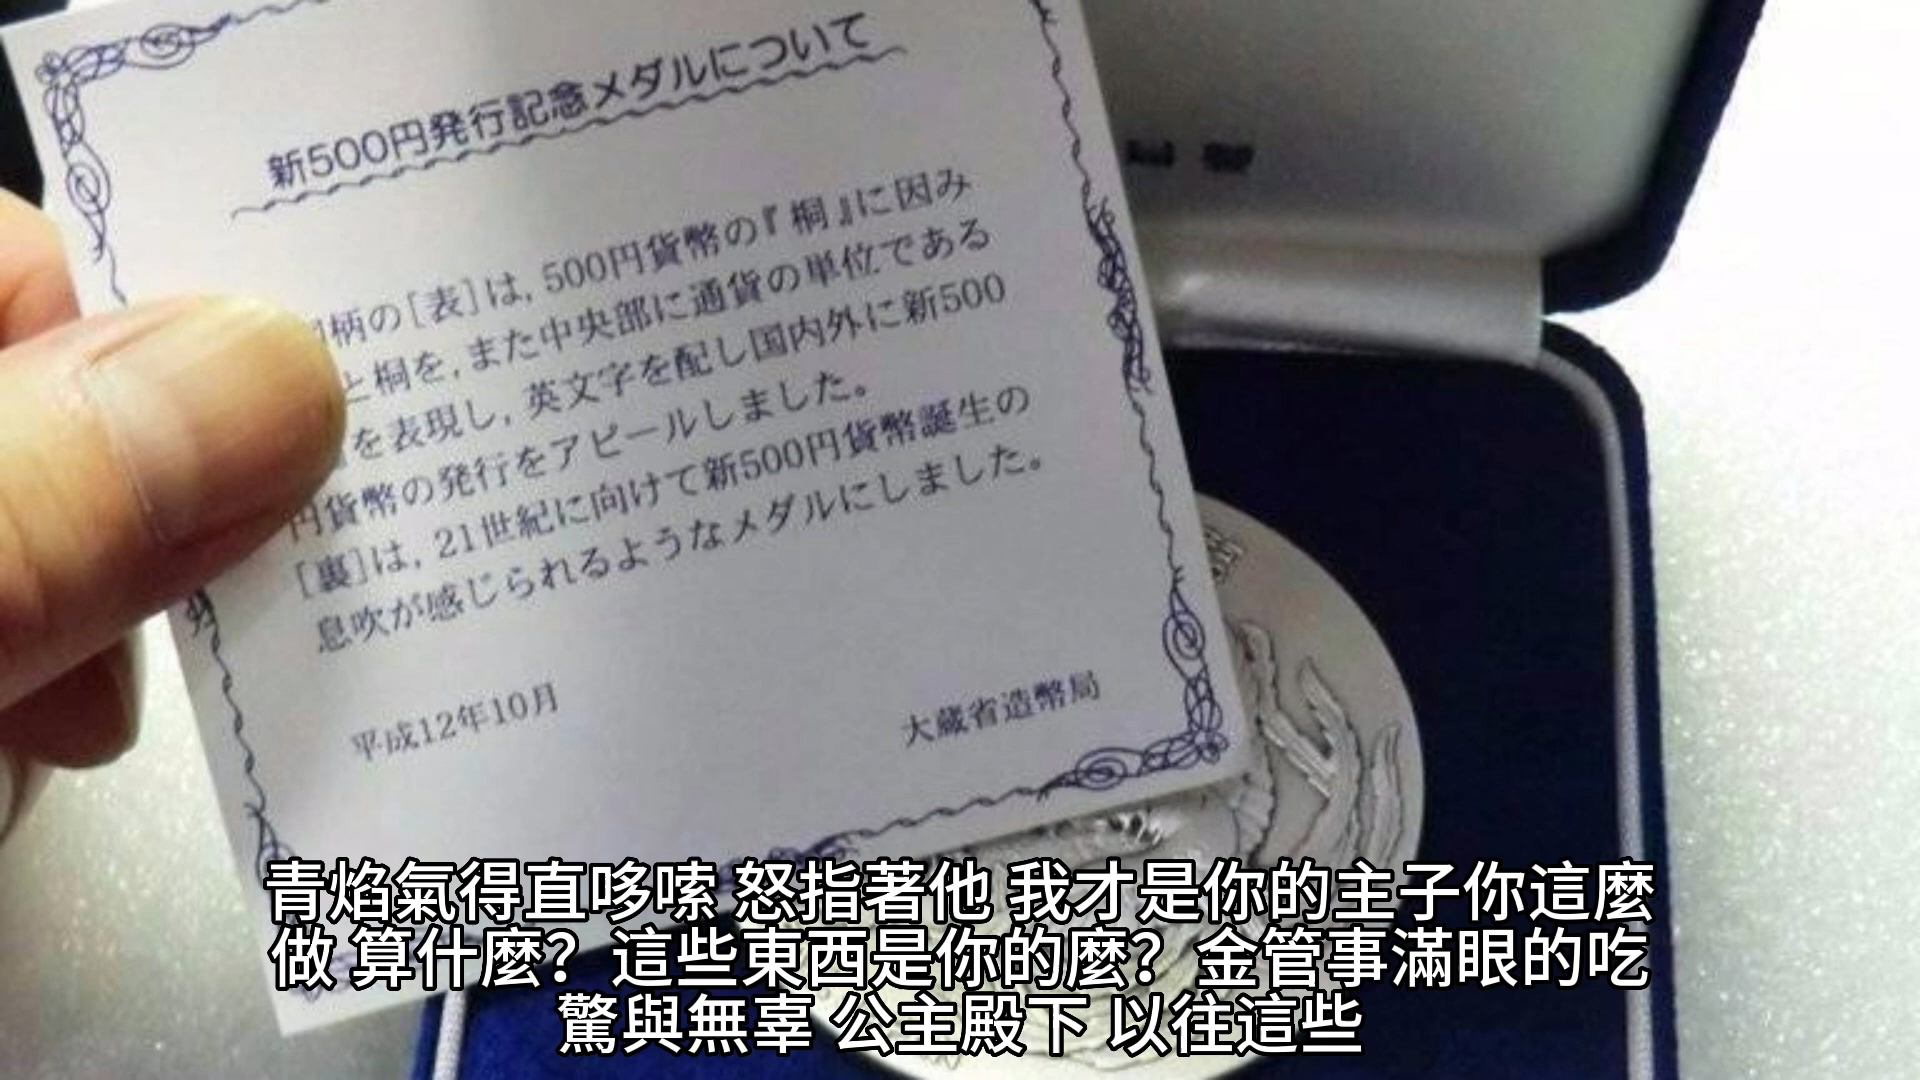 新500円発行記念メダルについて
柄の[表]は,500円貨幣の『桐』に因み
と桐を,また中央部に通貨の単位である
を表現し,英文字を配し国内外に新500
円貨幣の発行をアピールしました。
[裏]は,21世紀に向けて新500円貨幣誕生の
息吹が感じられるようなメダルにしました。
平成12年10月
大蔵省造幣局
青焰氣得直哆嗦 怒指著他 我才是你的主子你這麼
做 算什麼？這些東西是你的麼？金管事滿眼的吃
驚與無辜 公主殿下 以往這些